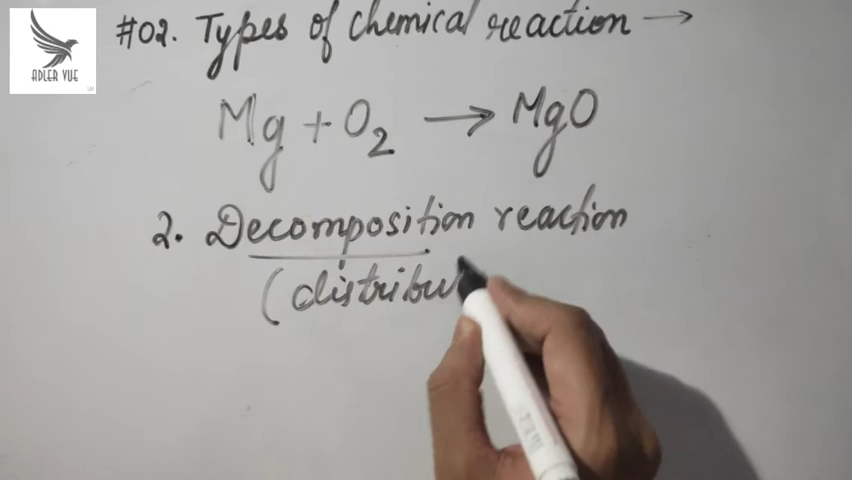 ADLER VUE
#02. Types of chemical reaction →
Mg + O₂ → MgO
2. Decomposition reaction
(distribu